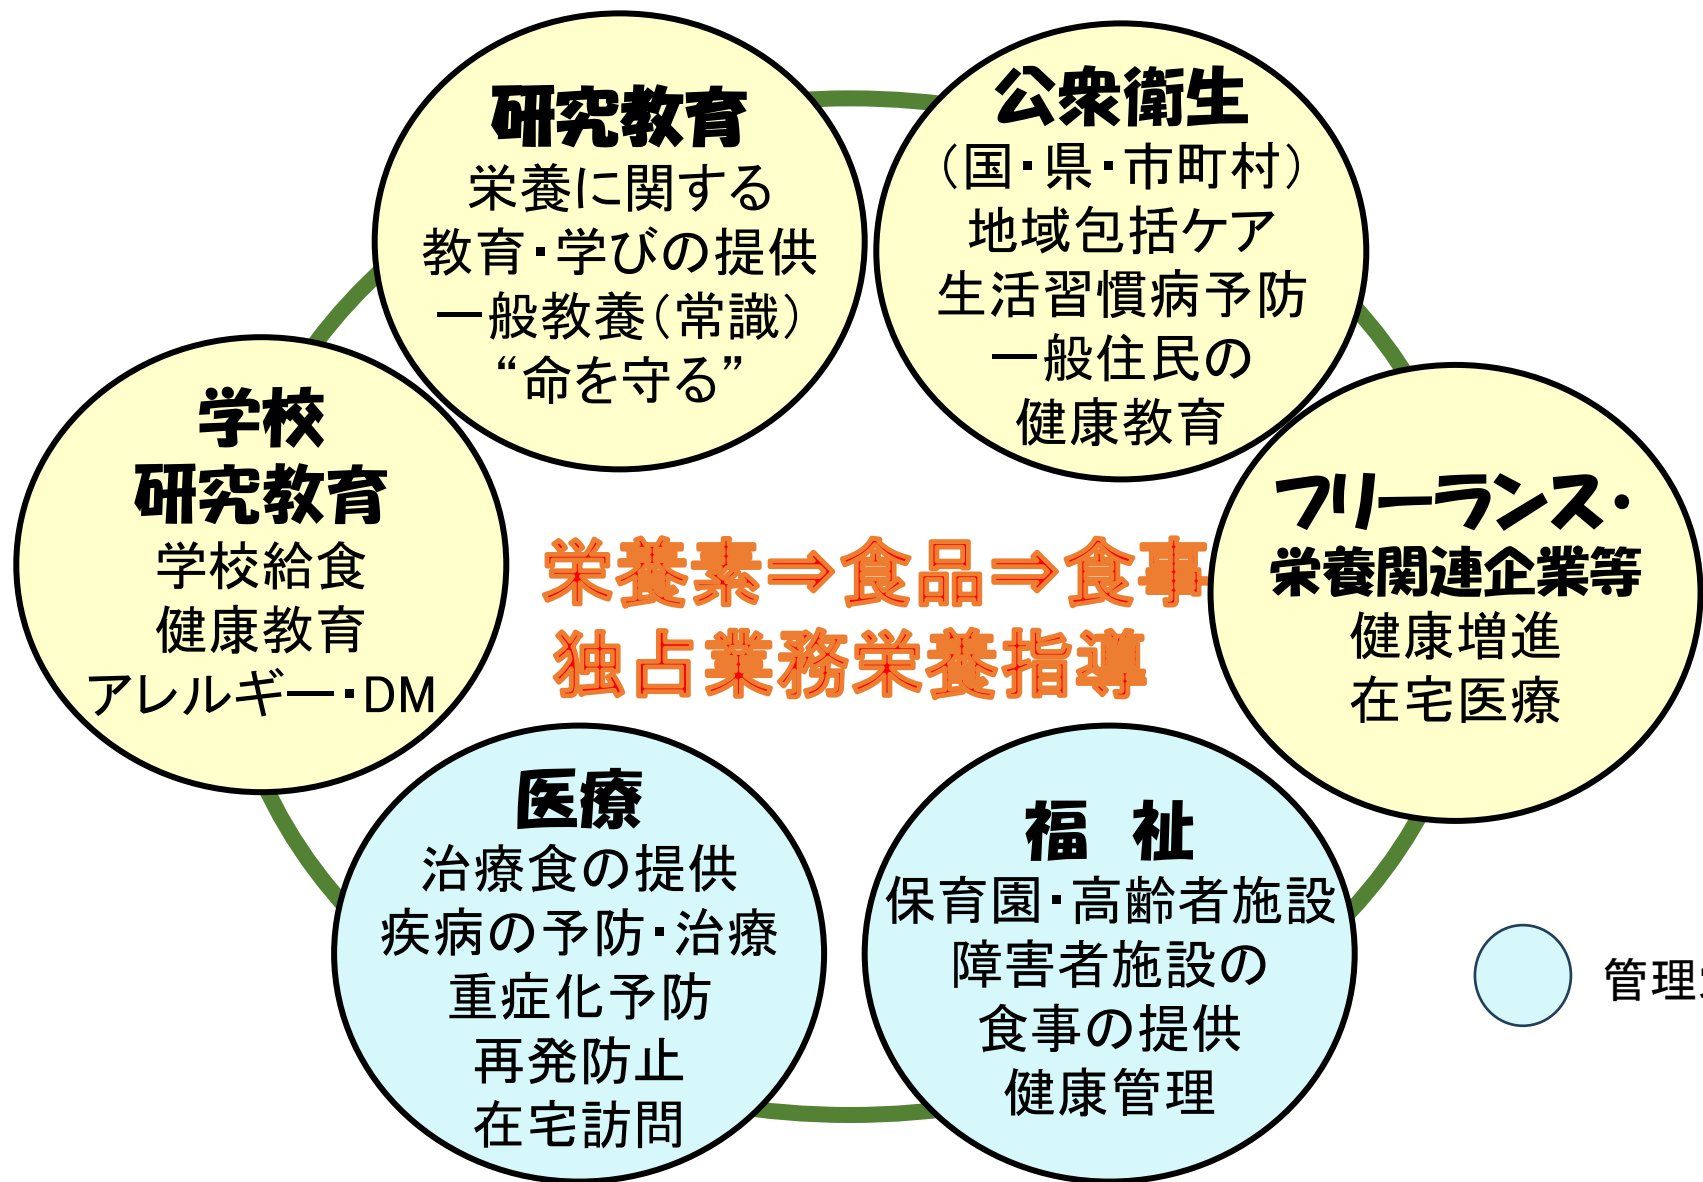 研究教育
栄養に関する
教育・学びの提供
一般教養(常識)
“命を守る”
公衆衛生
(国・県・市町村)
地域包括ケア
生活習慣病予防
一般住民の
健康教育
学校
研究教育
学校給食
健康教育
アレルギー・DM
栄養素⇒食品⇒食事
独占業務栄養指導
フリーランス・
栄養関連企業等
健康増進
在宅医療
医療
治療食の提供
疾病の予防・治療
重症化予防
再発防止
在宅訪問
福 祉
保育園・高齢者施設
障害者施設の
食事の提供
健康管理
管理